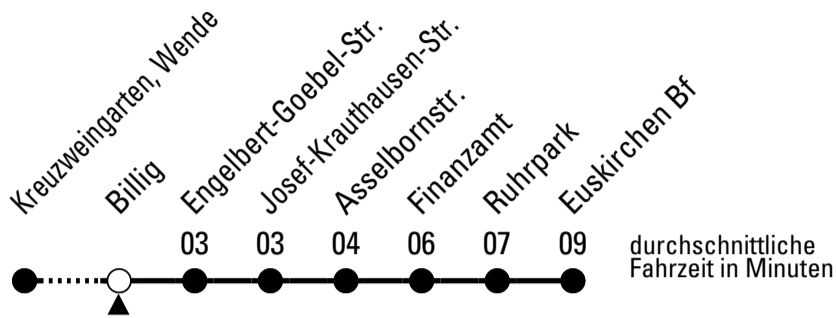 Kreuzweingarten, Wende
Billig
Engelbert-Goebel-Str.
Josef-Krauthausen-Str.
Asselbornstr.
Finanzamt
Ruhrpark
Euskirchen Bf
03 03 04 06 07 09
durchschnittliche
Fahrzeit in Minuten